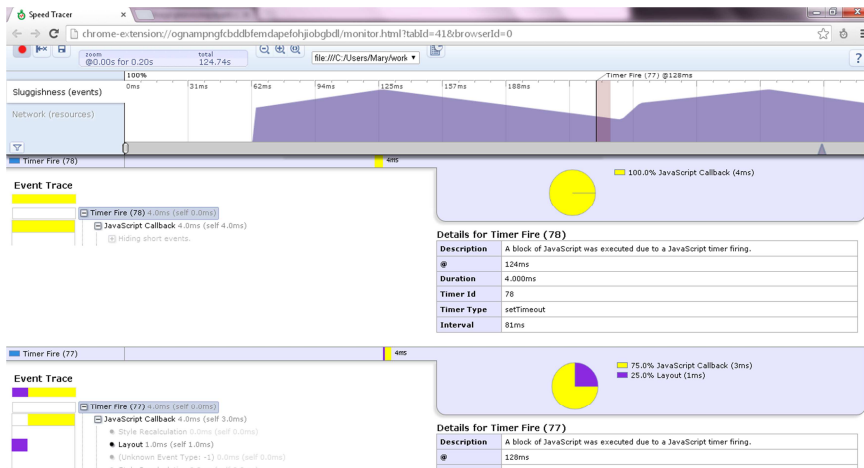 Speed Tracer ×
chrome-extension://ognampngfcbddbfemdapefohjiobgbdl/monitor.html?tabId=41&browserId=0
zoom total
@0.00s for 0.20s 124.74s
file:///C:/Users/Mary/work ▼
?
100% Timer Fire (77) @128ms
Sluggishness (events) 0ms 31ms 62ms 94ms 125ms 157ms 188ms
Network (resources)
Timer Fire (78) 4ms
100.0% JavaScript Callback (4ms)
Event Trace
Timer Fire (78) 4.0ms (self 0.0ms)
JavaScript Callback 4.0ms (self 4.0ms)
Hiding short events.
Details for Timer Fire (78)
Description A block of JavaScript was executed due to a JavaScript timer firing.
@ 124ms
Duration 4.000ms
Timer Id 78
Timer Type setTimeout
Interval 81ms
Timer Fire (77) 4ms
75.0% JavaScript Callback (3ms)
25.0% Layout (1ms)
Event Trace
Timer Fire (77) 4.0ms (self 0.0ms)
JavaScript Callback 4.0ms (self 3.0ms)
Style Recalculation 0.0ms (self 0.0ms)
Layout 1.0ms (self 1.0ms)
(Unknown Event Type: -1) 0.0ms (self 0.0ms)
Details for Timer Fire (77)
Description A block of JavaScript was executed due to a JavaScript timer firing.
@ 128ms